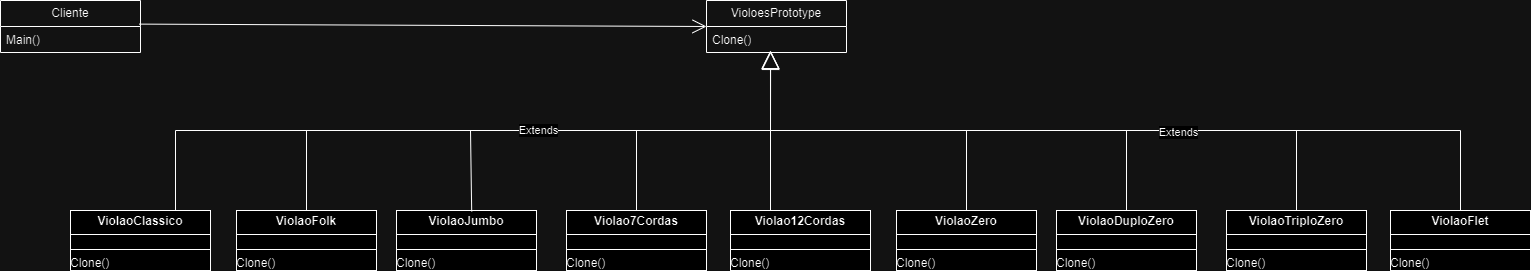 Cliente
Main()
VioloesPrototype
Clone()
Extends
Extends
ViolaoClassico
Clone()
ViolaoFolk
Clone()
ViolaoJumbo
Clone()
Violao7Cordas
Clone()
Violao12Cordas
Clone()
ViolaoZero
Clone()
ViolaoDuploZero
Clone()
ViolaoTriploZero
Clone()
ViolaoFlet
Clone()